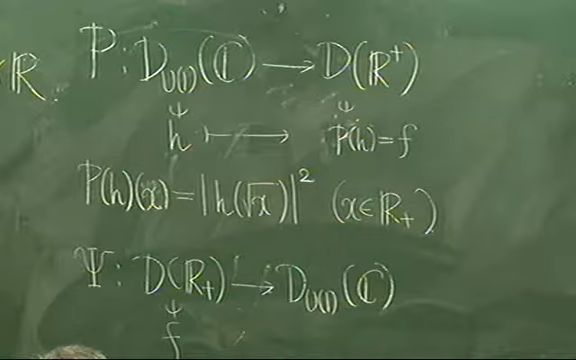 ∈ℝ P : D_{U(1)}(ℂ) ⟶ D(ℝ⁺)
ψ ψ
h ⟼ P(h)=f
P(h)(x) = |h(√x)|² (x∈ℝ₊)
Ψ : D(ℝ₊) ⟶ D_{U(1)}(ℂ)
ψ
f